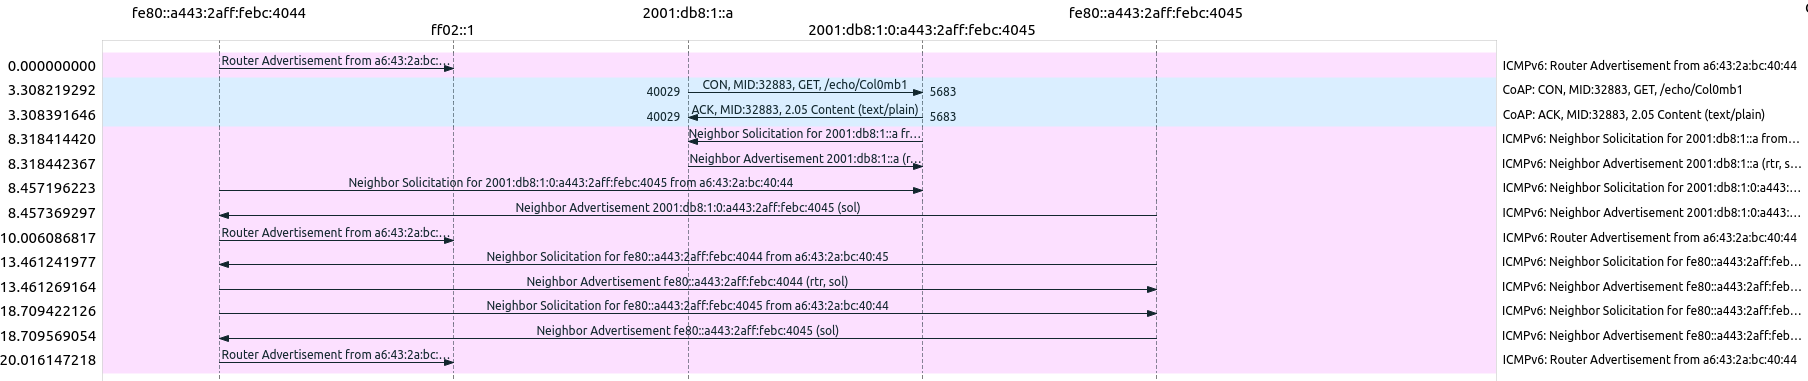 fe80::a443:2aff:febc:4044 2001:db8:1::a fe80::a443:2aff:febc:4045
ff02::1 2001:db8:1:0:a443:2aff:febc:4045
0.000000000 Router Advertisement from a6:43:2a:bc:… ICMPv6: Router Advertisement from a6:43:2a:bc:40:44
3.308219292 40029 CON, MID:32883, GET, /echo/Col0mb1 5683 CoAP: CON, MID:32883, GET, /echo/Col0mb1
3.308391646 40029 ACK, MID:32883, 2.05 Content (text/plain) 5683 CoAP: ACK, MID:32883, 2.05 Content (text/plain)
8.318414420 Neighbor Solicitation for 2001:db8:1::a fr… ICMPv6: Neighbor Solicitation for 2001:db8:1::a from…
8.318442367 Neighbor Advertisement 2001:db8:1::a (r… ICMPv6: Neighbor Advertisement 2001:db8:1::a (rtr, s…
8.457196223 Neighbor Solicitation for 2001:db8:1:0:a443:2aff:febc:4045 from a6:43:2a:bc:40:44 ICMPv6: Neighbor Solicitation for 2001:db8:1:0:a443:…
8.457369297 Neighbor Advertisement 2001:db8:1:0:a443:2aff:febc:4045 (sol) ICMPv6: Neighbor Advertisement 2001:db8:1:0:a443:…
10.006086817 Router Advertisement from a6:43:2a:bc:… ICMPv6: Router Advertisement from a6:43:2a:bc:40:44
13.461241977 Neighbor Solicitation for fe80::a443:2aff:febc:4044 from a6:43:2a:bc:40:45 ICMPv6: Neighbor Solicitation for fe80::a443:2aff:feb…
13.461269164 Neighbor Advertisement fe80::a443:2aff:febc:4044 (rtr, sol) ICMPv6: Neighbor Advertisement fe80::a443:2aff:feb…
18.709422126 Neighbor Solicitation for fe80::a443:2aff:febc:4045 from a6:43:2a:bc:40:44 ICMPv6: Neighbor Solicitation for fe80::a443:2aff:feb…
18.709569054 Neighbor Advertisement fe80::a443:2aff:febc:4045 (sol) ICMPv6: Neighbor Advertisement fe80::a443:2aff:feb…
20.016147218 Router Advertisement from a6:43:2a:bc:… ICMPv6: Router Advertisement from a6:43:2a:bc:40:44